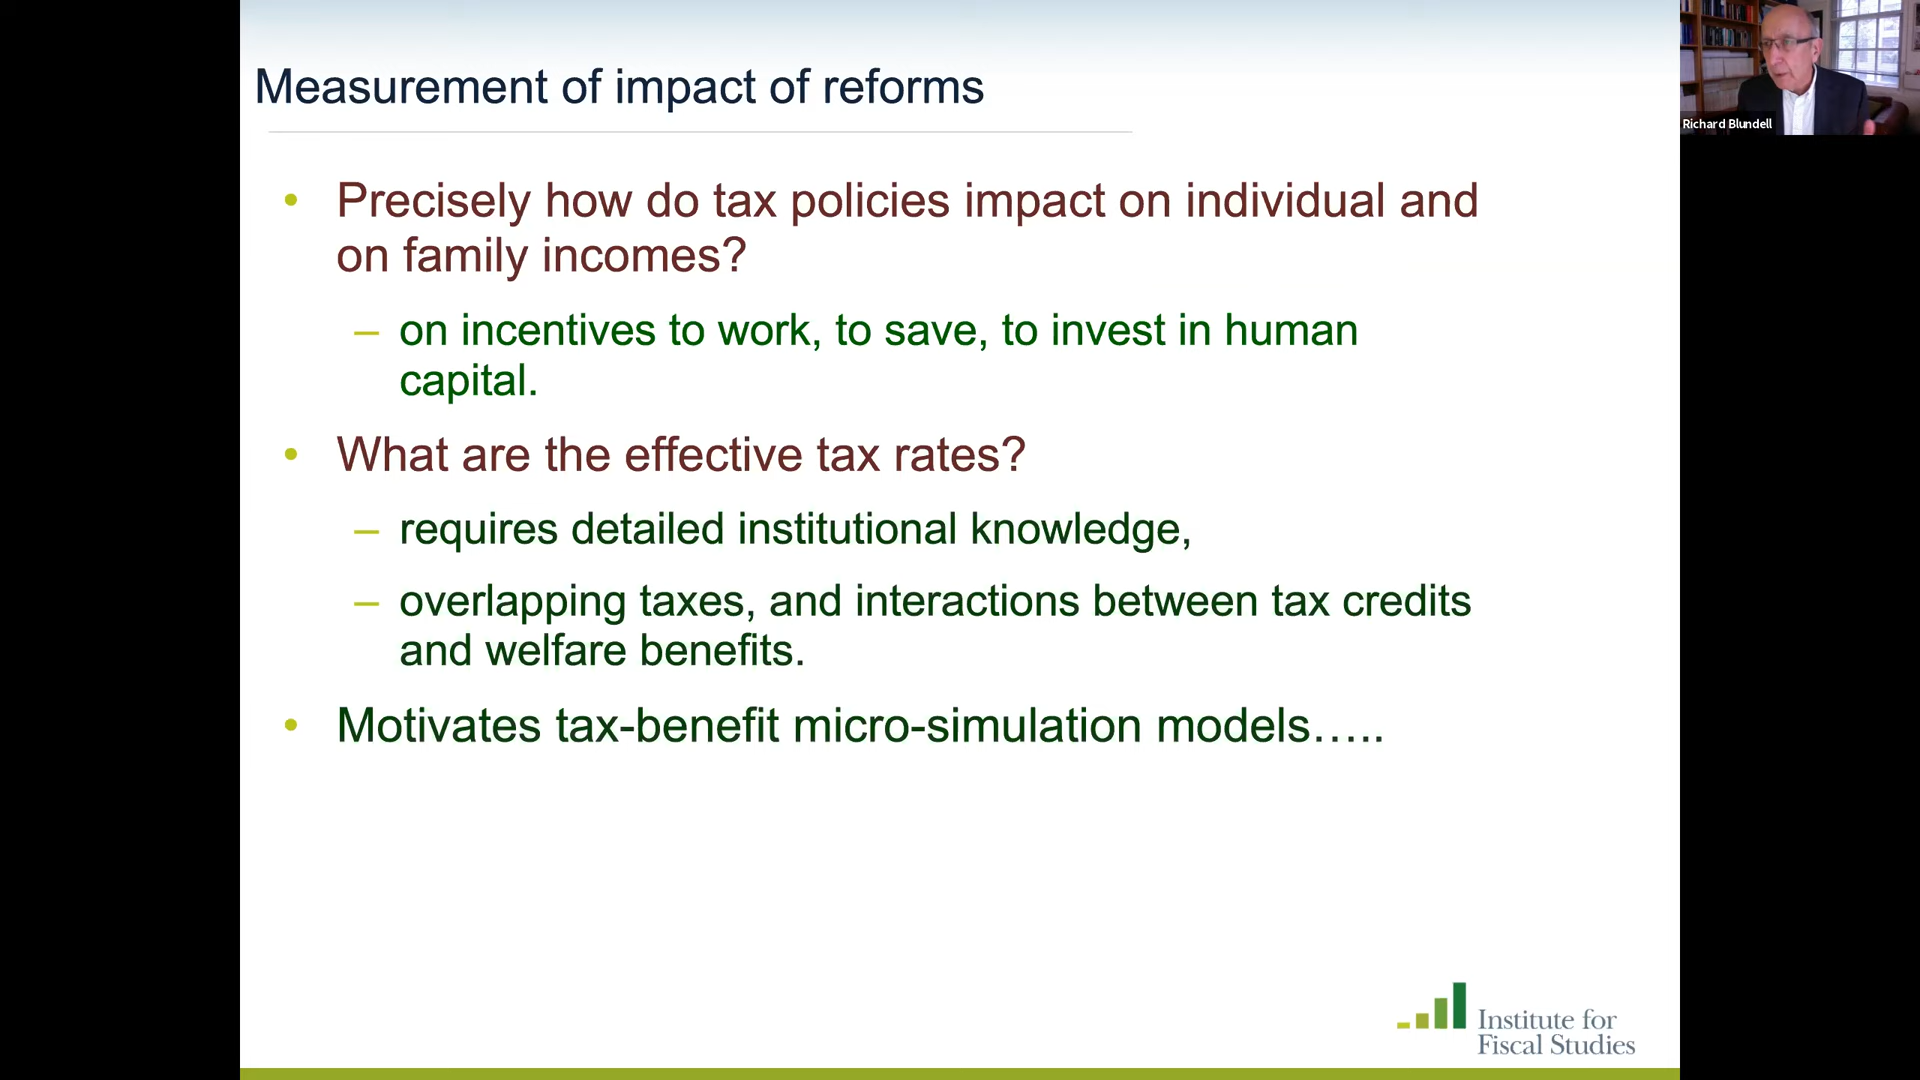 Measurement of impact of reforms
• Precisely how do tax policies impact on individual and
on family incomes?
– on incentives to work, to save, to invest in human
capital.
• What are the effective tax rates?
– requires detailed institutional knowledge,
– overlapping taxes, and interactions between tax credits
and welfare benefits.
• Motivates tax-benefit micro-simulation models…..
Institute for
Fiscal Studies
Richard Blundell